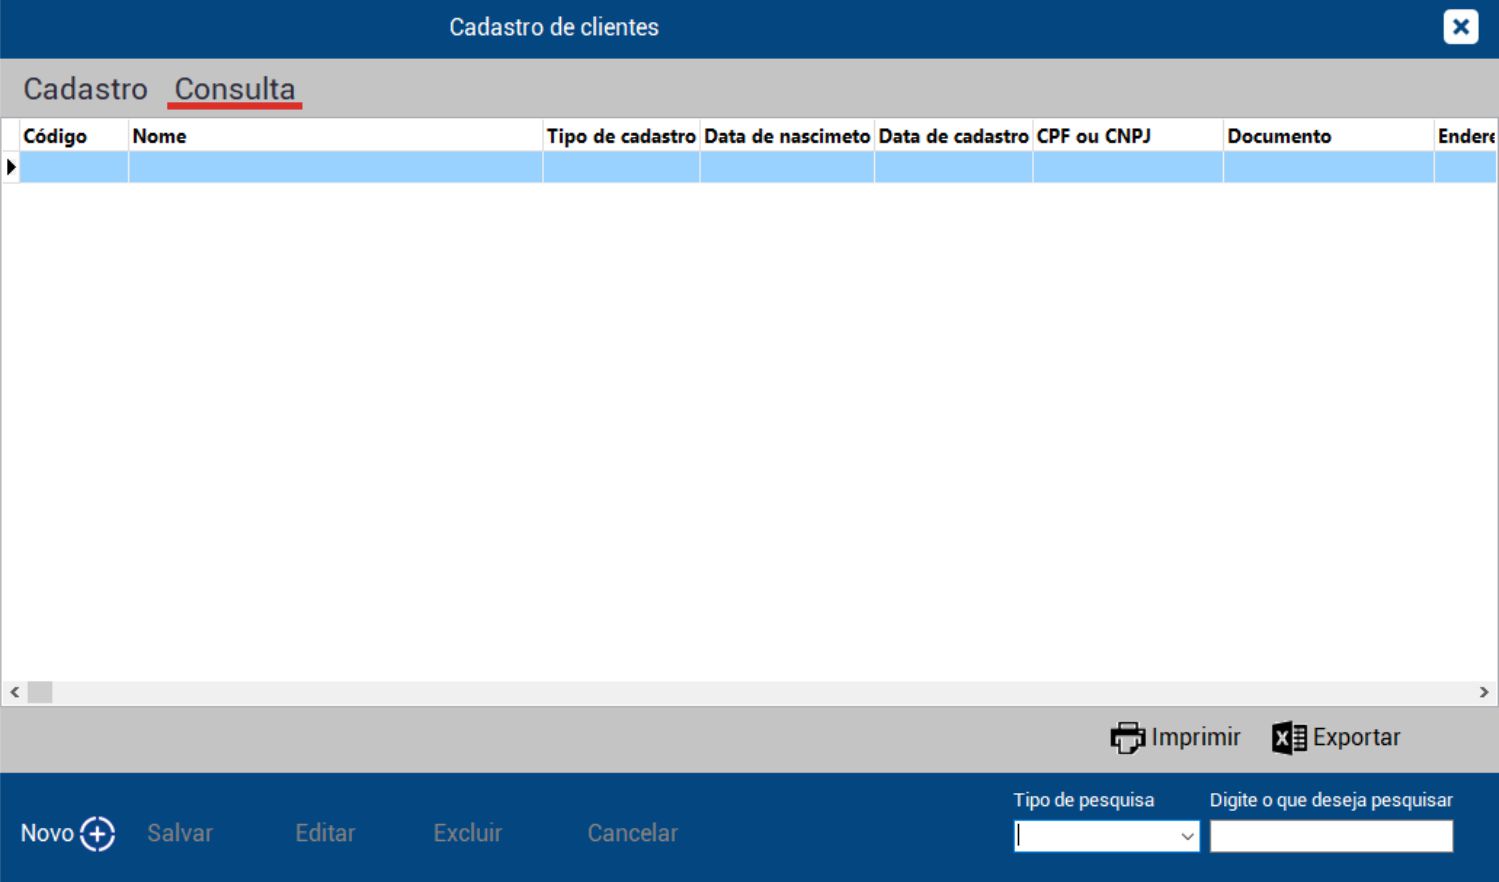 Cadastro de clientes
Cadastro Consulta
Código Nome Tipo de cadastro Data de nascimeto Data de cadastro CPF ou CNPJ Documento Endere
Imprimir Exportar
Tipo de pesquisa Digite o que deseja pesquisar
Novo Salvar Editar Excluir Cancelar